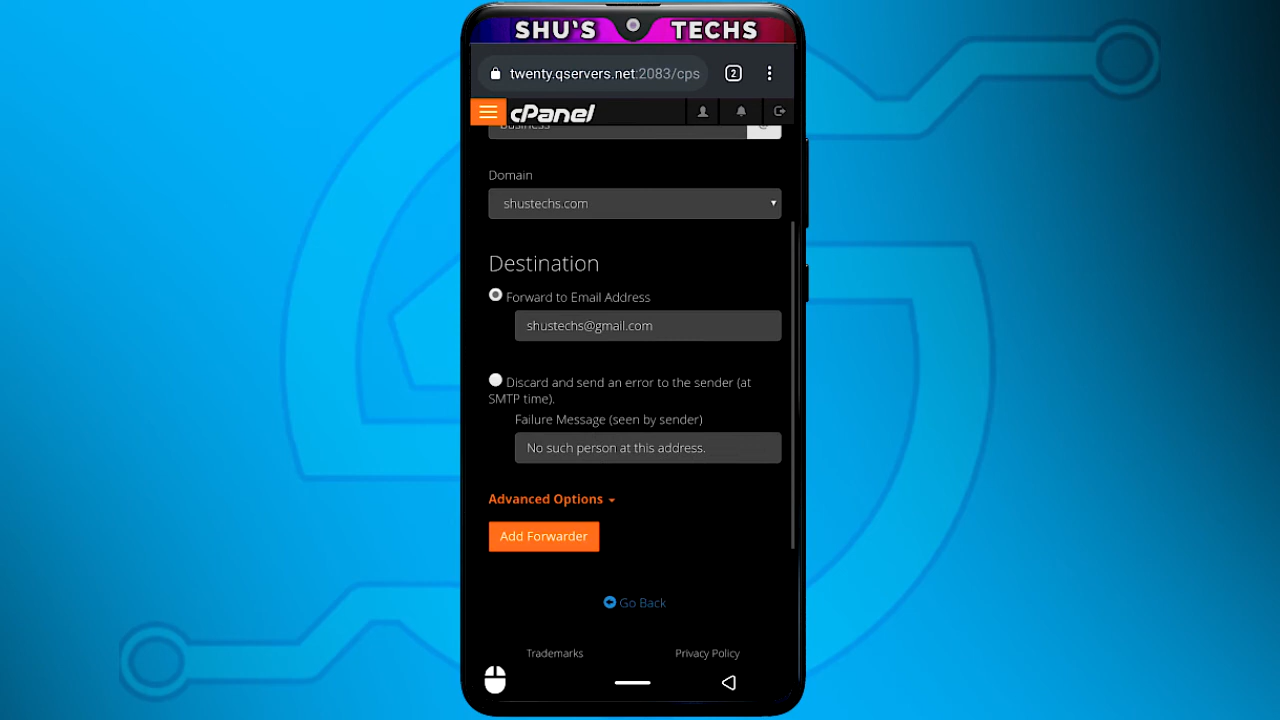 SHU'S TECHS
twenty.qservers.net:2083/cps
2
cPanel
business
@
Domain
shustechs.com
Destination
Forward to Email Address
shustechs@gmail.com
Discard and send an error to the sender (at
SMTP time).
Failure Message (seen by sender)
No such person at this address.
Advanced Options
Add Forwarder
Go Back
Trademarks
Privacy Policy